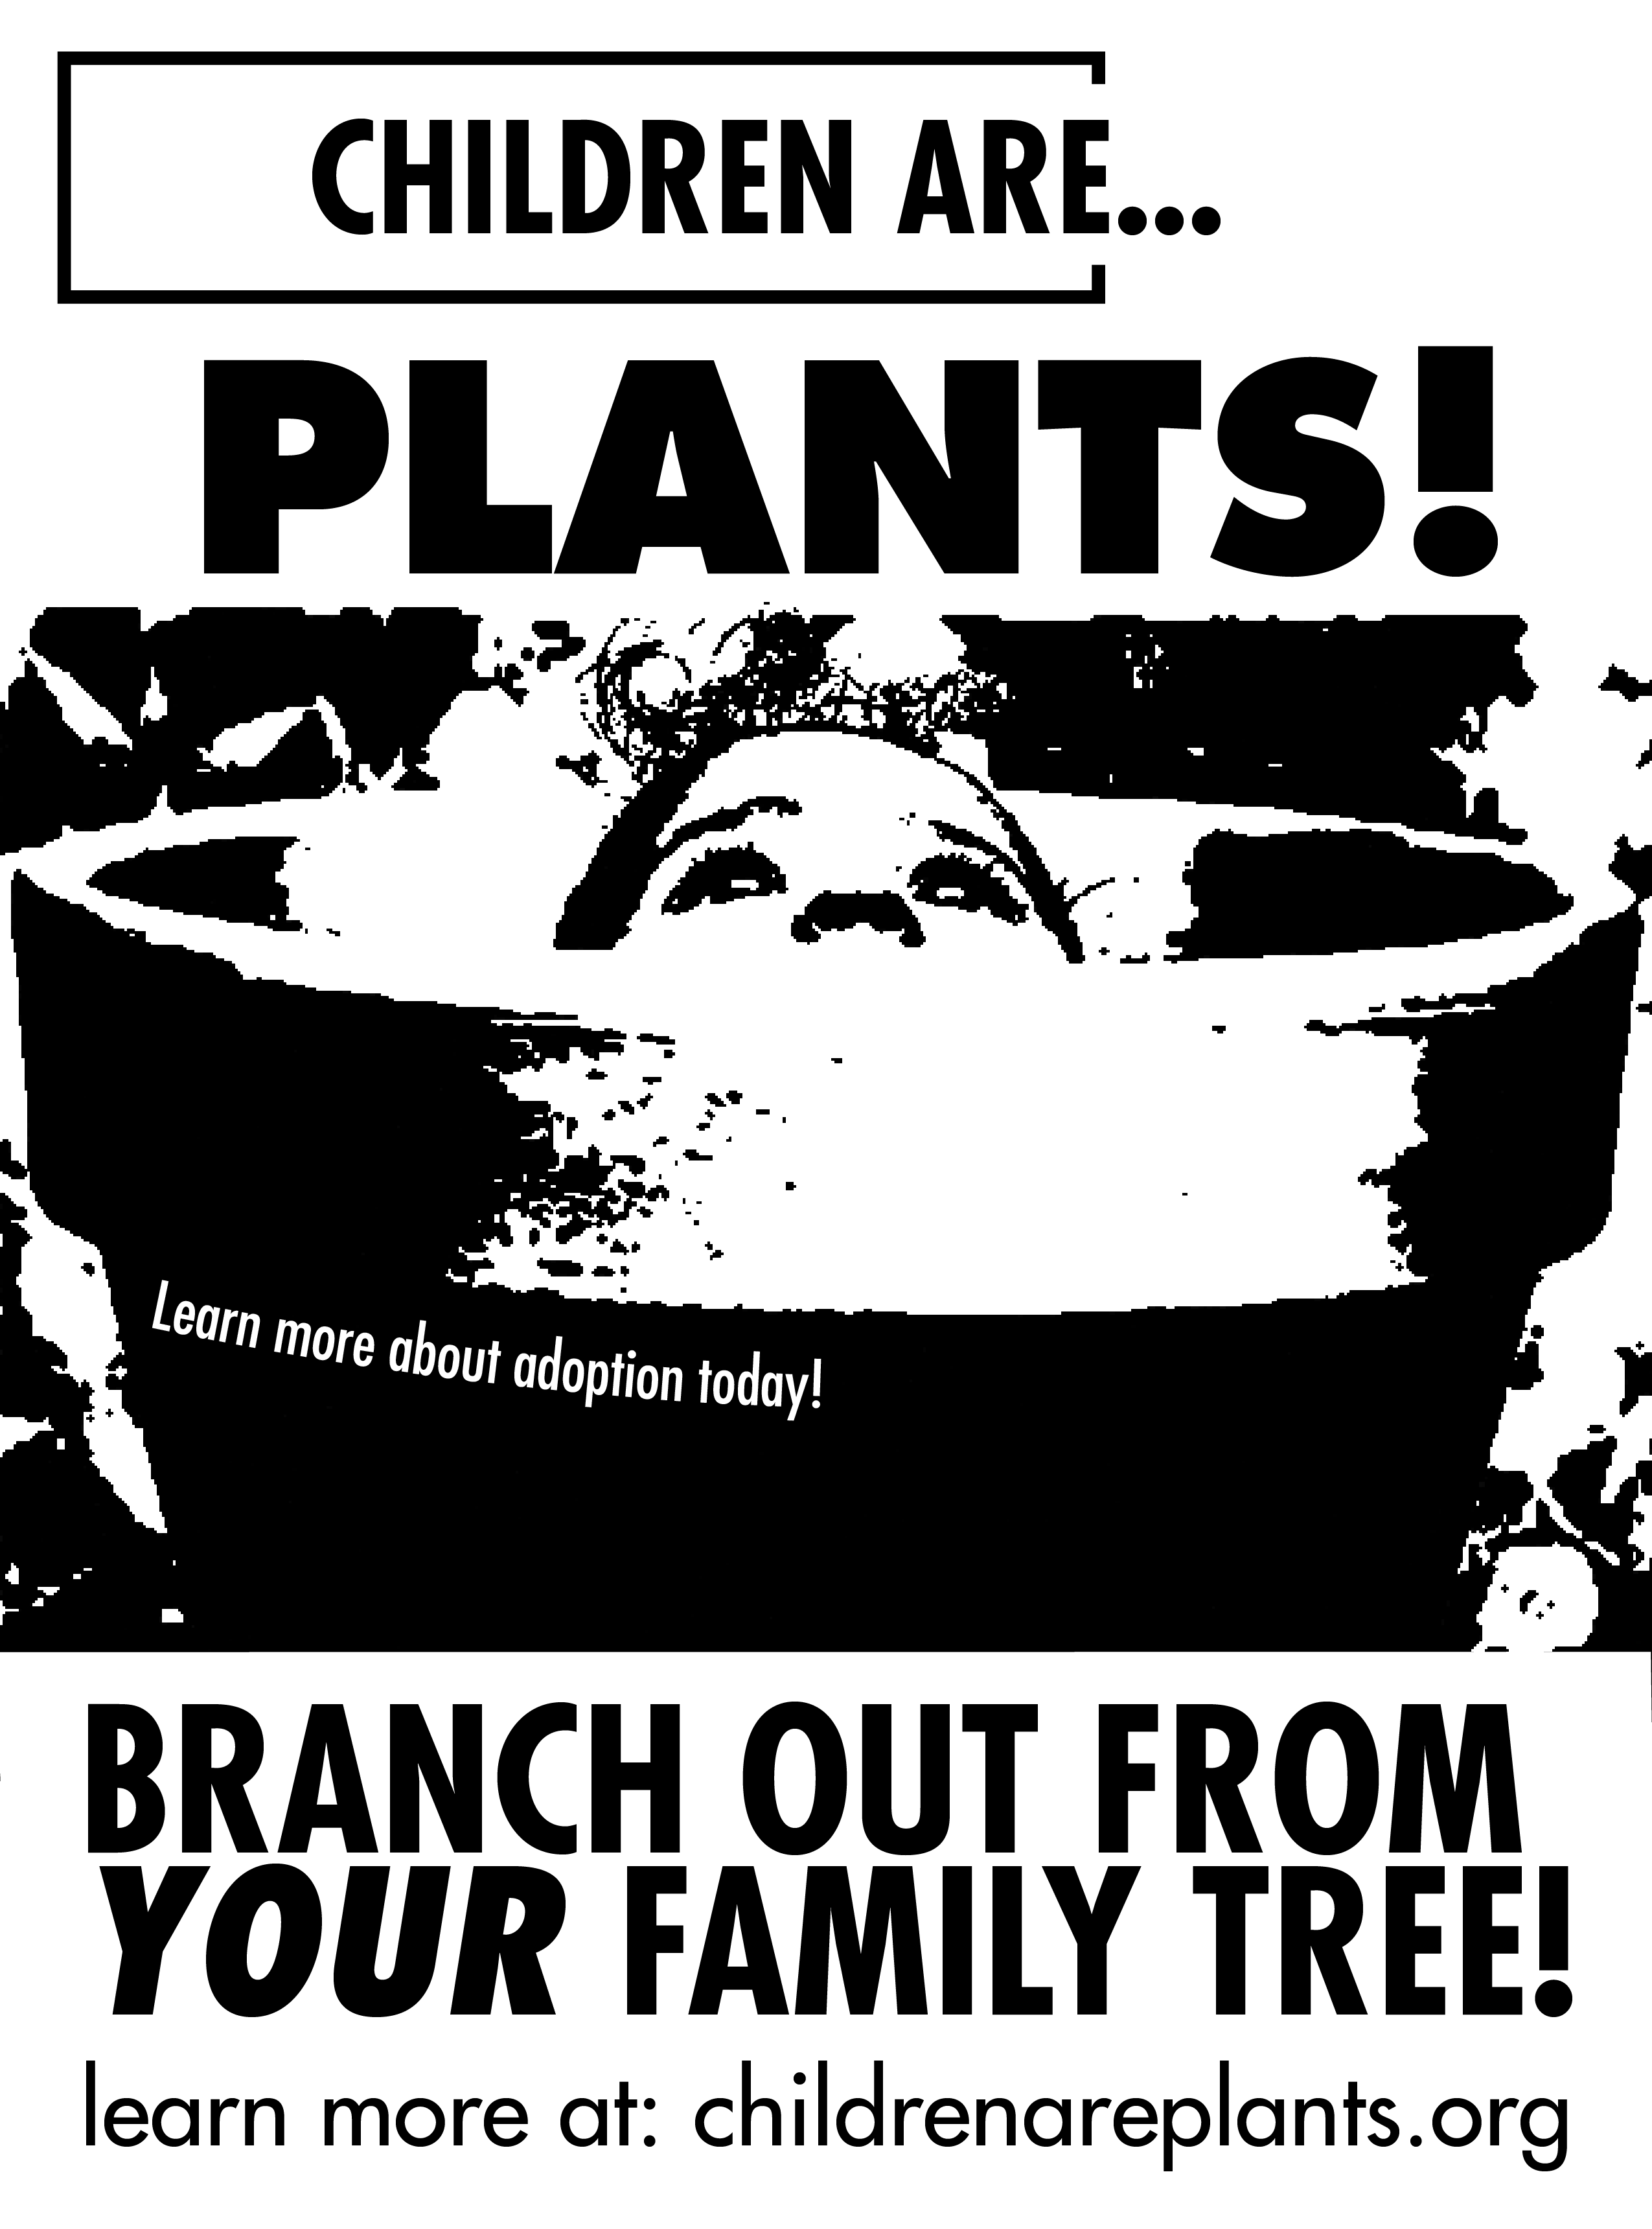 CHILDREN ARE...
PLANTS!
Learn more about adoption today!
BRANCH OUT FROM
YOUR FAMILY TREE!
learn more at: childrenareplants.org